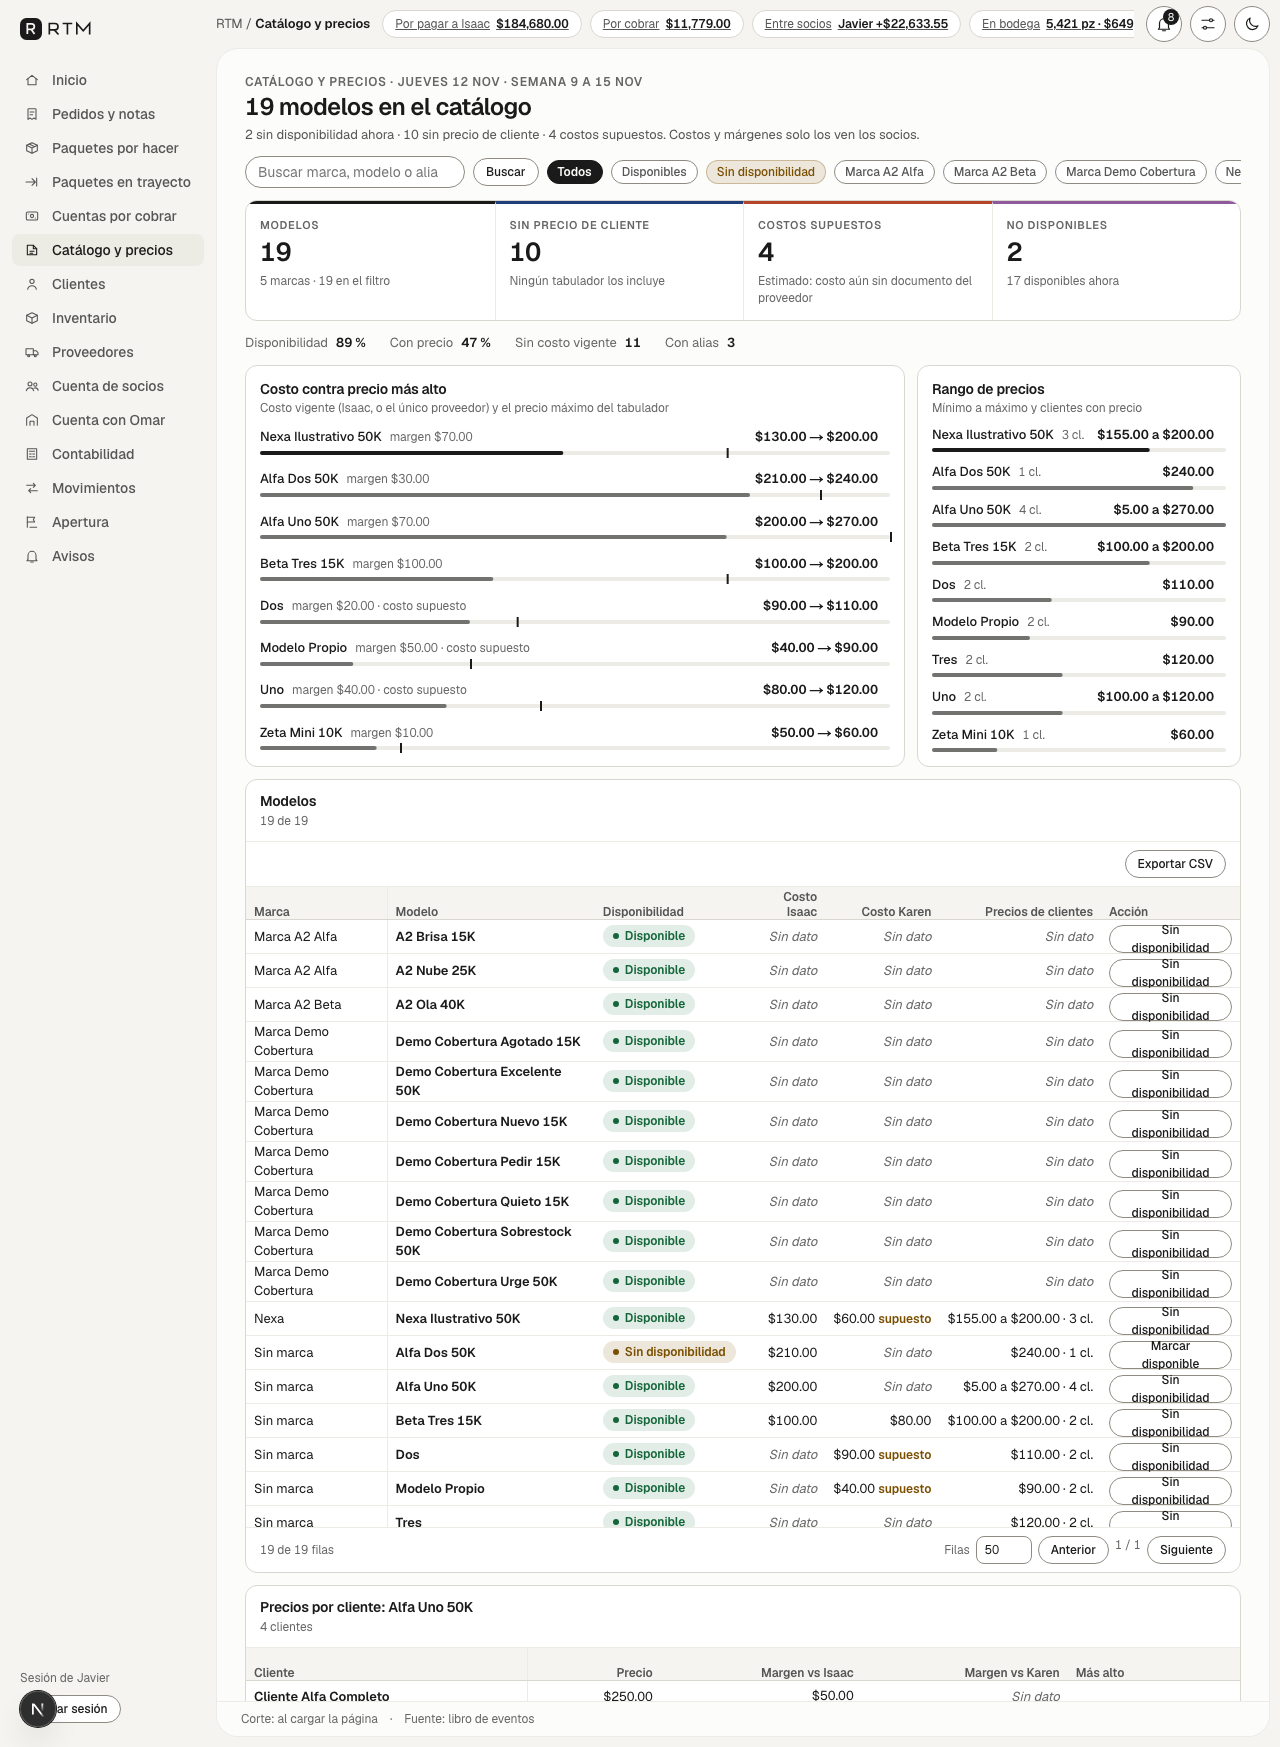 R RTM
RTM / Catálogo y precios
Por pagar a Isaac $184,680.00
Por cobrar $11,779.00
Entre socios Javier +$22,633.55
En bodega 5,421 pz · $649
8
Inicio
Pedidos y notas
Paquetes por hacer
Paquetes en trayecto
Cuentas por cobrar
Catálogo y precios
Clientes
Inventario
Proveedores
Cuenta de socios
Cuenta con Omar
Contabilidad
Movimientos
Apertura
Avisos
CATÁLOGO Y PRECIOS · JUEVES 12 NOV · SEMANA 9 A 15 NOV
19 modelos en el catálogo
2 sin disponibilidad ahora · 10 sin precio de cliente · 4 costos supuestos. Costos y márgenes solo los ven los socios.
Buscar marca, modelo o alia
Buscar
Todos
Disponibles
Sin disponibilidad
Marca A2 Alfa
Marca A2 Beta
Marca Demo Cobertura
Ne
MODELOS
19
5 marcas · 19 en el filtro
SIN PRECIO DE CLIENTE
10
Ningún tabulador los incluye
COSTOS SUPUESTOS
4
Estimado: costo aún sin documento del
proveedor
NO DISPONIBLES
2
17 disponibles ahora
Disponibilidad 89 % Con precio 47 % Sin costo vigente 11 Con alias 3
Costo contra precio más alto
Costo vigente (Isaac, o el único proveedor) y el precio máximo del tabulador
Nexa Ilustrativo 50K margen $70.00 $130.00 → $200.00
Alfa Dos 50K margen $30.00 $210.00 → $240.00
Alfa Uno 50K margen $70.00 $200.00 → $270.00
Beta Tres 15K margen $100.00 $100.00 → $200.00
Dos margen $20.00 · costo supuesto $90.00 → $110.00
Modelo Propio margen $50.00 · costo supuesto $40.00 → $90.00
Uno margen $40.00 · costo supuesto $80.00 → $120.00
Zeta Mini 10K margen $10.00 $50.00 → $60.00
Rango de precios
Mínimo a máximo y clientes con precio
Nexa Ilustrativo 50K 3 cl. $155.00 a $200.00
Alfa Dos 50K 1 cl. $240.00
Alfa Uno 50K 4 cl. $5.00 a $270.00
Beta Tres 15K 2 cl. $100.00 a $200.00
Dos 2 cl. $110.00
Modelo Propio 2 cl. $90.00
Tres 2 cl. $120.00
Uno 2 cl. $100.00 a $120.00
Zeta Mini 10K 1 cl. $60.00
Modelos
19 de 19
Exportar CSV
Marca Modelo Disponibilidad Costo Isaac Costo Karen Precios de clientes Acción
Marca A2 Alfa A2 Brisa 15K Disponible Sin dato Sin dato Sin dato Sin disponibilidad
Marca A2 Alfa A2 Nube 25K Disponible Sin dato Sin dato Sin dato Sin disponibilidad
Marca A2 Beta A2 Ola 40K Disponible Sin dato Sin dato Sin dato Sin disponibilidad
Marca Demo Cobertura Demo Cobertura Agotado 15K Disponible Sin dato Sin dato Sin dato Sin disponibilidad
Marca Demo Cobertura Demo Cobertura Excelente 50K Disponible Sin dato Sin dato Sin dato Sin disponibilidad
Marca Demo Cobertura Demo Cobertura Nuevo 15K Disponible Sin dato Sin dato Sin dato Sin disponibilidad
Marca Demo Cobertura Demo Cobertura Pedir 15K Disponible Sin dato Sin dato Sin dato Sin disponibilidad
Marca Demo Cobertura Demo Cobertura Quieto 15K Disponible Sin dato Sin dato Sin dato Sin disponibilidad
Marca Demo Cobertura Demo Cobertura Sobrestock 50K Disponible Sin dato Sin dato Sin dato Sin disponibilidad
Marca Demo Cobertura Demo Cobertura Urge 50K Disponible Sin dato Sin dato Sin dato Sin disponibilidad
Nexa Nexa Ilustrativo 50K Disponible $130.00 $60.00 supuesto $155.00 a $200.00 · 3 cl. Sin disponibilidad
Sin marca Alfa Dos 50K Sin disponibilidad $210.00 Sin dato $240.00 · 1 cl. Marcar disponible
Sin marca Alfa Uno 50K Disponible $200.00 Sin dato $5.00 a $270.00 · 4 cl. Sin disponibilidad
Sin marca Beta Tres 15K Disponible $100.00 $80.00 $100.00 a $200.00 · 2 cl. Sin disponibilidad
Sin marca Dos Disponible Sin dato $90.00 supuesto $110.00 · 2 cl. Sin disponibilidad
Sin marca Modelo Propio Disponible Sin dato $40.00 supuesto $90.00 · 2 cl. Sin disponibilidad
Sin marca Tres Disponible Sin dato Sin dato $120.00 · 2 cl. Sin
19 de 19 filas
Filas 50 Anterior 1 / 1 Siguiente
Precios por cliente: Alfa Uno 50K
4 clientes
Cliente Precio Margen vs Isaac Margen vs Karen Más alto
Cliente Alfa Completo $250.00 $50.00 Sin dato
Sesión de Javier
N
ar sesión
Corte: al cargar la página · Fuente: libro de eventos